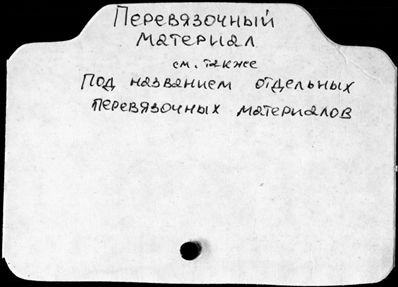 Перевязочный
материал
см. также
Под названием отдельных
перевязочных материалов